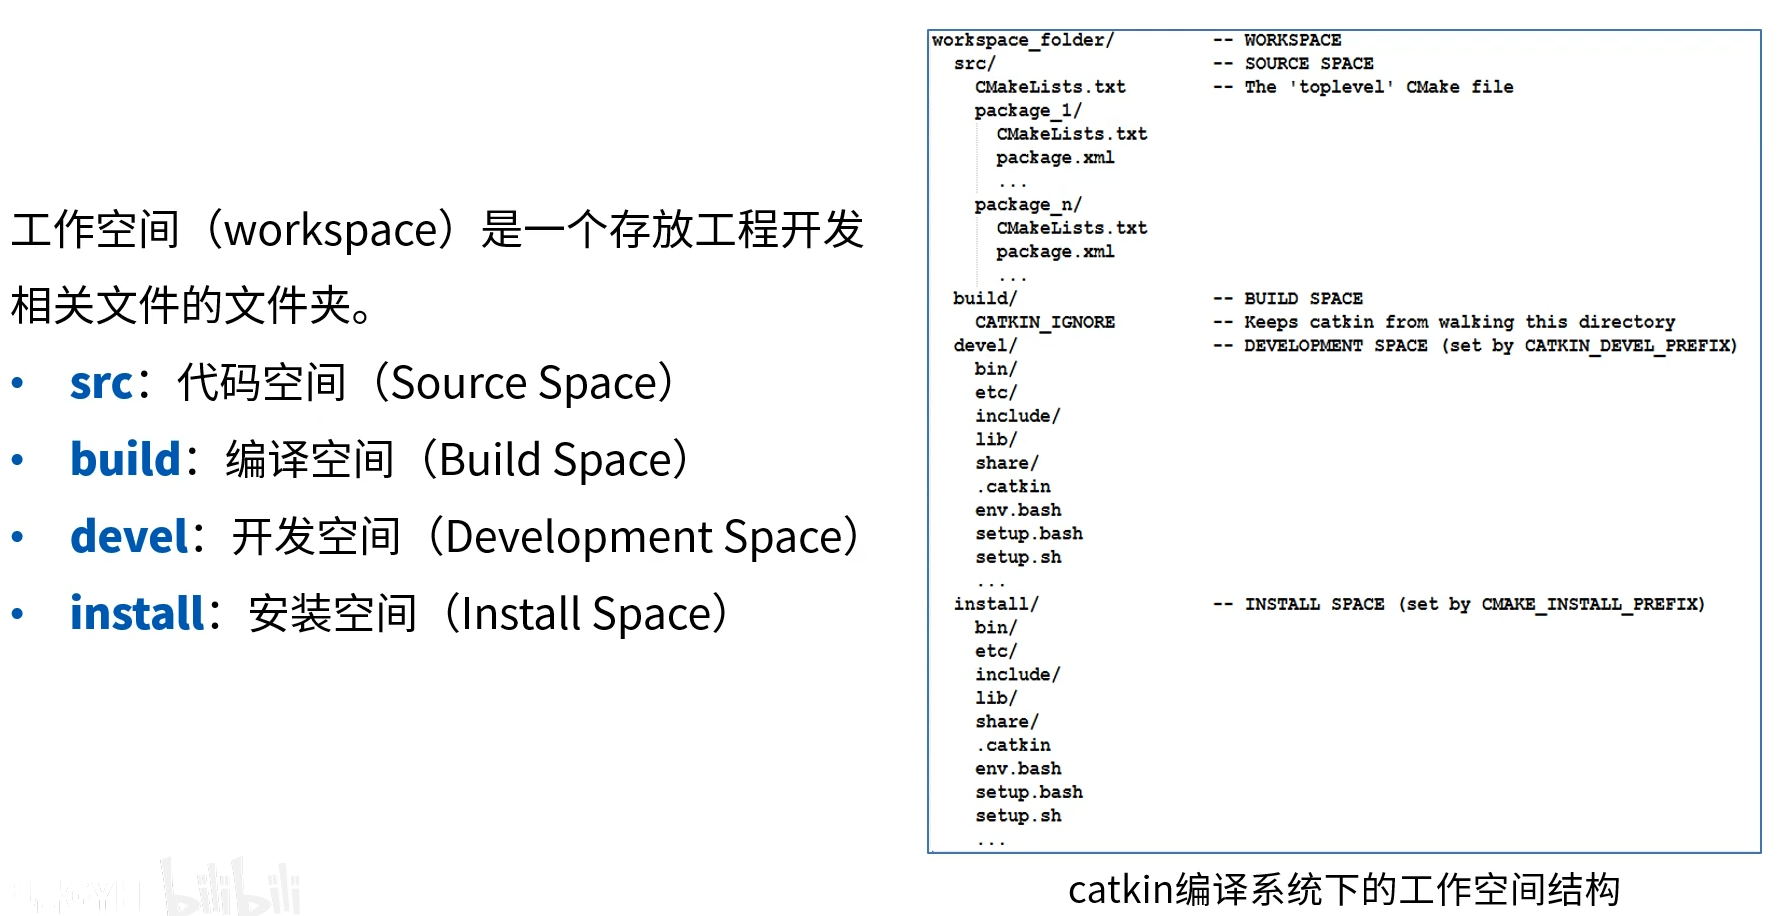 工作空间（workspace）是一个存放工程开发
相关文件的文件夹。
• src：代码空间（Source Space）
• build：编译空间（Build Space）
• devel：开发空间（Development Space）
• install：安装空间（Install Space）
workspace_folder/ -- WORKSPACE
src/ -- SOURCE SPACE
CMakeLists.txt -- The 'toplevel' CMake file
package_1/
CMakeLists.txt
package.xml
...
package_n/
CMakeLists.txt
package.xml
...
build/ -- BUILD SPACE
CATKIN_IGNORE -- Keeps catkin from walking this directory
devel/ -- DEVELOPMENT SPACE (set by CATKIN_DEVEL_PREFIX)
bin/
etc/
include/
lib/
share/
.catkin
env.bash
setup.bash
setup.sh
...
install/ -- INSTALL SPACE (set by CMAKE_INSTALL_PREFIX)
bin/
etc/
include/
lib/
share/
.catkin
env.bash
setup.bash
setup.sh
...
catkin编译系统下的工作空间结构
bilibili